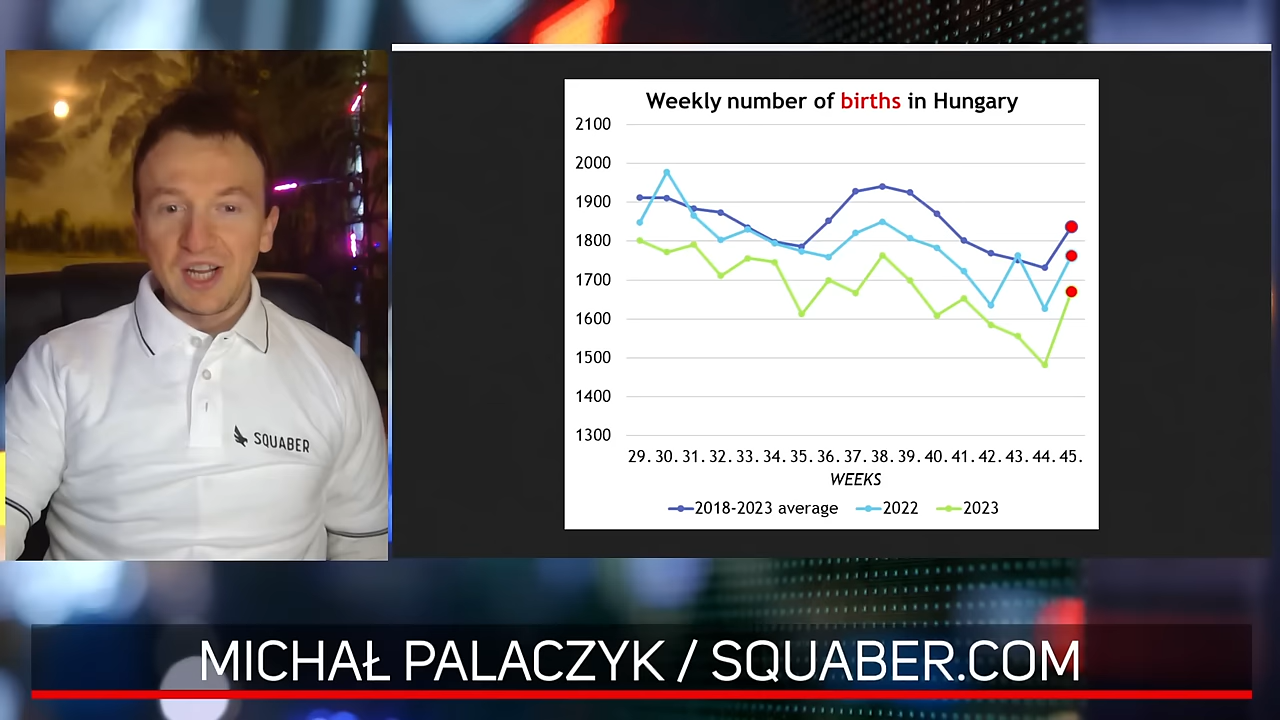 SQUABER
Weekly number of births in Hungary
2100
2000
1900
1800
1700
1600
1500
1400
1300
29. 30. 31. 32. 33. 34. 35. 36. 37. 38. 39. 40. 41. 42. 43. 44. 45.
WEEKS
2018-2023 average 2022 2023
MICHAŁ PALACZYK / SQUABER.COM